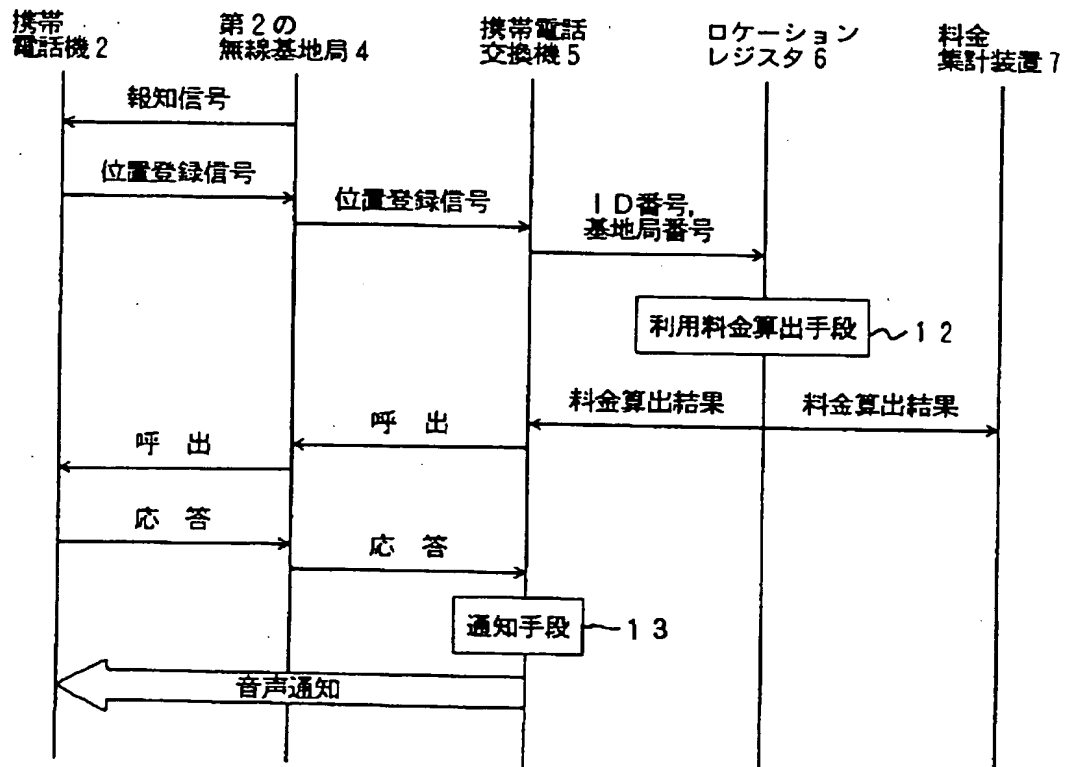 携帯
電話機2
第2の
無線基地局4
携帯電話
交換機5
ロケーション
レジスタ6
料金
集計装置7
報知信号
位置登録信号
位置登録信号
ID番号,
基地局番号
利用料金算出手段
12
料金算出結果
料金算出結果
呼 出
呼 出
応 答
応 答
通知手段
13
音声通知